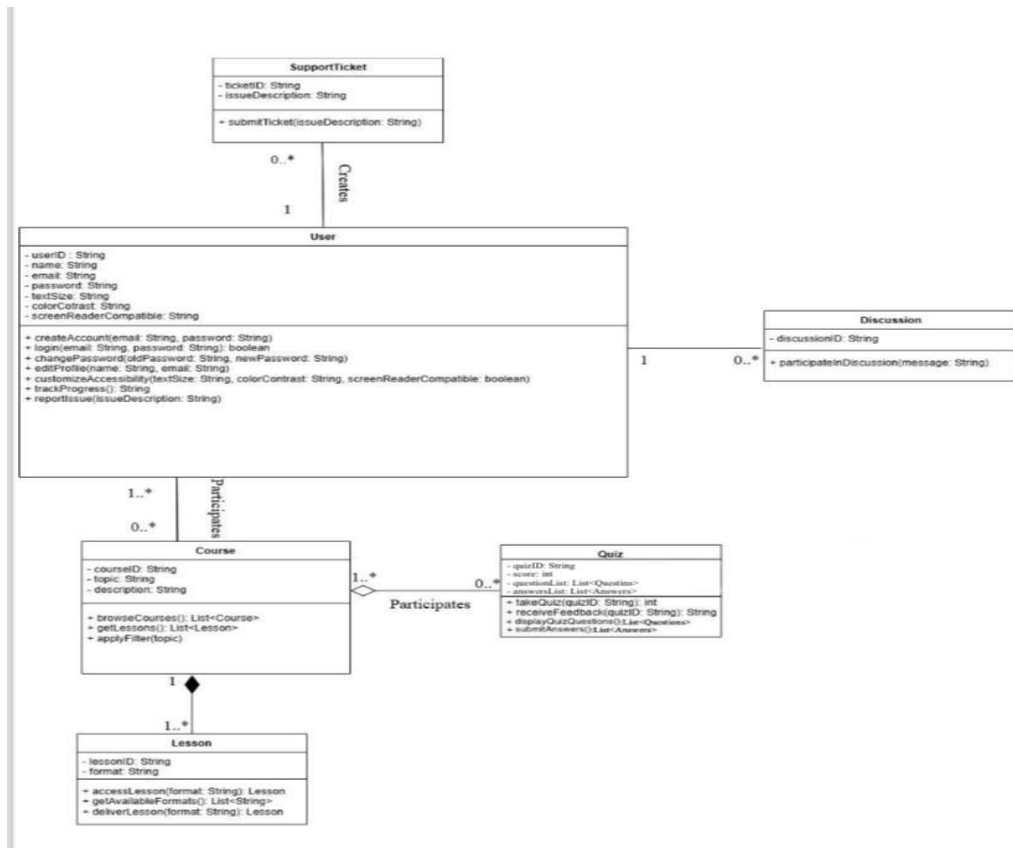 SupportTicket
- ticketID: String
- issueDescription: String
+ submitTicket(issueDescription: String)
0..*
Creates
1
User
- userID : String
- name: String
- email: String
- password: String
- textSize: String
- colorCotrast: String
- screenReaderCompatible: String
+ createAccount(email: String, password: String)
+ login(email: String, password: String): boolean
+ changePassword(oldPassword: String, newPassword: String)
+ editProfile(name: String, email: String)
+ customizeAccessibility(textSize: String, colorContrast: String, screenReaderCompatible: boolean)
+ trackProgress(): String
+ reportIssue(issueDescription: String)
1
0..*
Discussion
- discussionID: String
+ participateInDiscussion(message: String)
1..*
Participates
0..*
Course
- courseID: String
- topic: String
- description: String
+ browseCourses(): List<Course>
+ getLessons(): List<Lesson>
+ applyFilter(topic)
1..*
Participates
0..*
Quiz
- quizID: String
- score: int
- questionList: List<Questins>
- answersList: List<Answers>
+ takeQuiz(quizID: String): int
+ receiveFeedback(quizID: String): String
+ displayQuizQuestions():List<Questions>
+ submitAnswers():List<Answers>
1
1..*
Lesson
- lessonID: String
- format: String
+ accessLesson(format: String): Lesson
+ getAvailableFormats(): List<String>
+ deliverLesson(format: String): Lesson